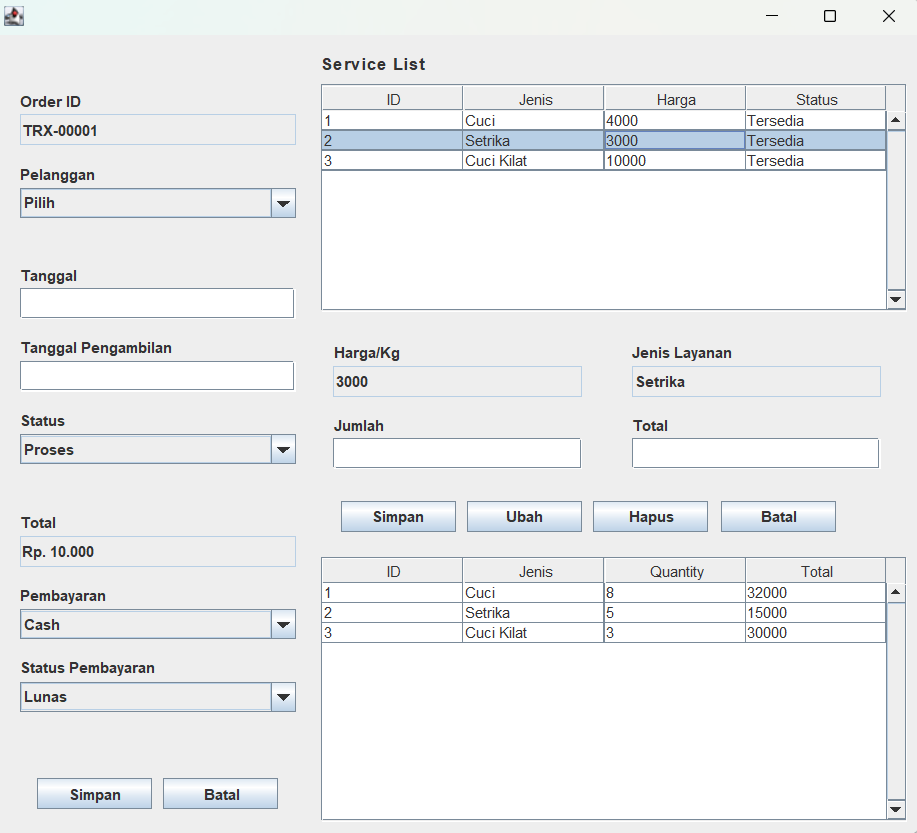 Service List
Order ID
TRX-00001
Pelanggan
Pilih
Tanggal
Tanggal Pengambilan
Status
Proses
Total
Rp. 10.000
Pembayaran
Cash
Status Pembayaran
Lunas
Simpan Batal
ID Jenis Harga Status
1 Cuci 4000 Tersedia
2 Setrika 3000 Tersedia
3 Cuci Kilat 10000 Tersedia
Harga/Kg Jenis Layanan
3000 Setrika
Jumlah Total
Simpan Ubah Hapus Batal
ID Jenis Quantity Total
1 Cuci 8 32000
2 Setrika 5 15000
3 Cuci Kilat 3 30000